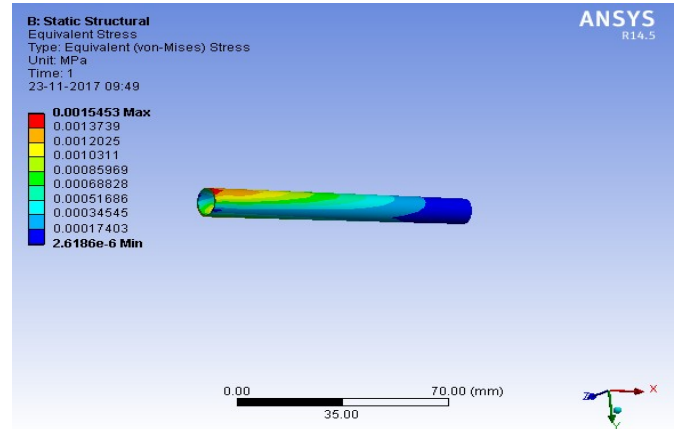 B: Static Structural
Equivalent Stress
Type: Equivalent (von-Mises) Stress
Unit: MPa
Time: 1
23-11-2017 09:49
ANSYS
R14.5
0.0015453 Max
0.0013739
0.0012025
0.0010311
0.00085969
0.00068828
0.00051686
0.00034545
0.00017403
2.6186e-6 Min
0.00 70.00 (mm)
35.00
Z X
Y